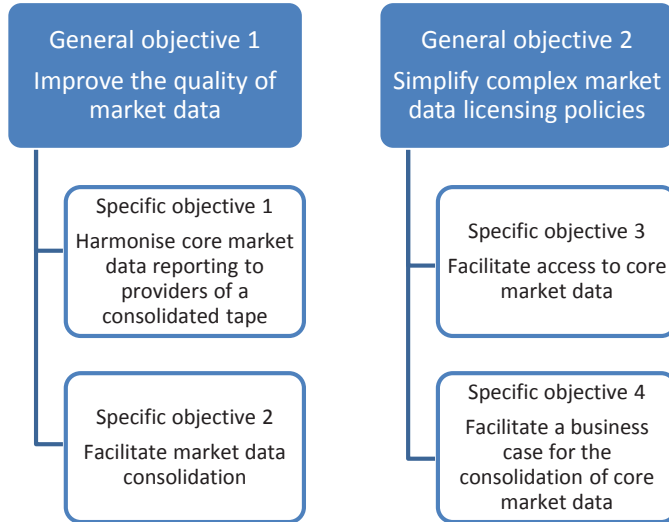 General objective 1
Improve the quality of
market data
Specific objective 1
Harmonise core market
data reporting to
providers of a
consolidated tape
Specific objective 2
Facilitate market data
consolidation
General objective 2
Simplify complex market
data licensing policies
Specific objective 3
Facilitate access to core
market data
Specific objective 4
Facilitate a business
case for the
consolidation of core
market data